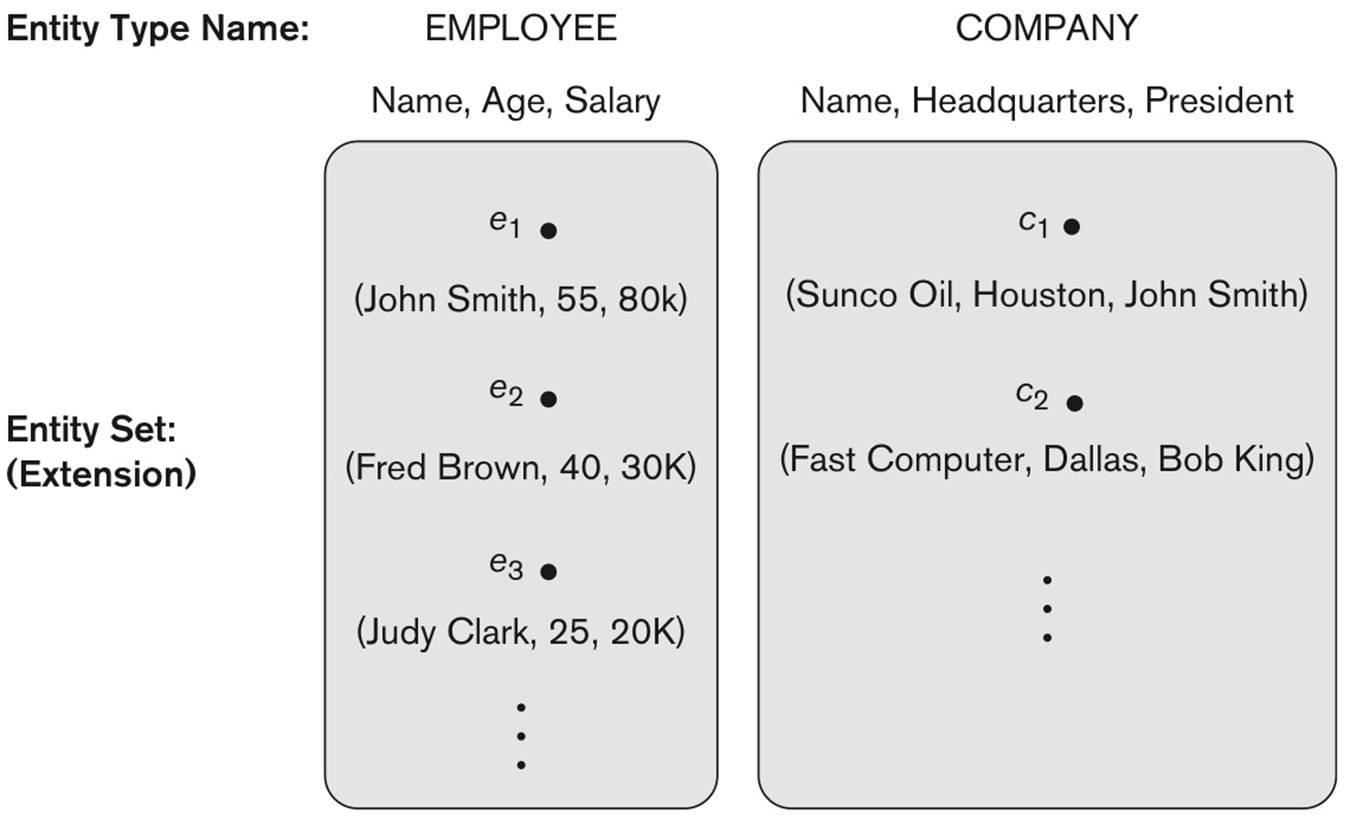 Entity Type Name: EMPLOYEE COMPANY
Name, Age, Salary Name, Headquarters, President
e1 c1
(John Smith, 55, 80k) (Sunco Oil, Houston, John Smith)
e2 c2
Entity Set:
(Extension)
(Fred Brown, 40, 30K) (Fast Computer, Dallas, Bob King)
e3
(Judy Clark, 25, 20K)